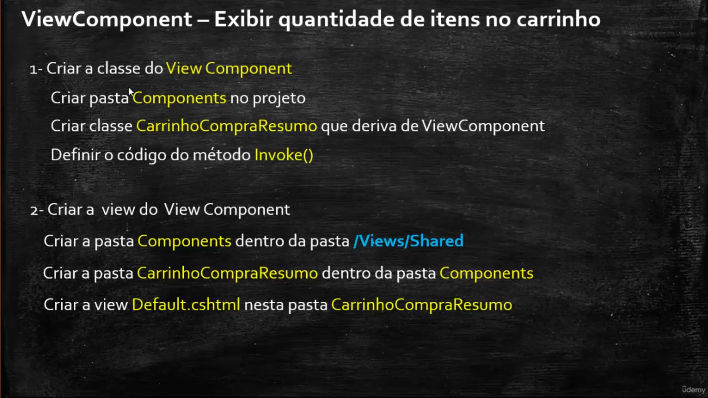 ViewComponent – Exibir quantidade de itens no carrinho
1- Criar a classe do View Component
Criar pasta Components no projeto
Criar classe CarrinhoCompraResumo que deriva de ViewComponent
Definir o código do método Invoke()
2- Criar a view do View Component
Criar a pasta Components dentro da pasta /Views/Shared
Criar a pasta CarrinhoCompraResumo dentro da pasta Components
Criar a view Default.cshtml nesta pasta CarrinhoCompraResumo
ûdemy